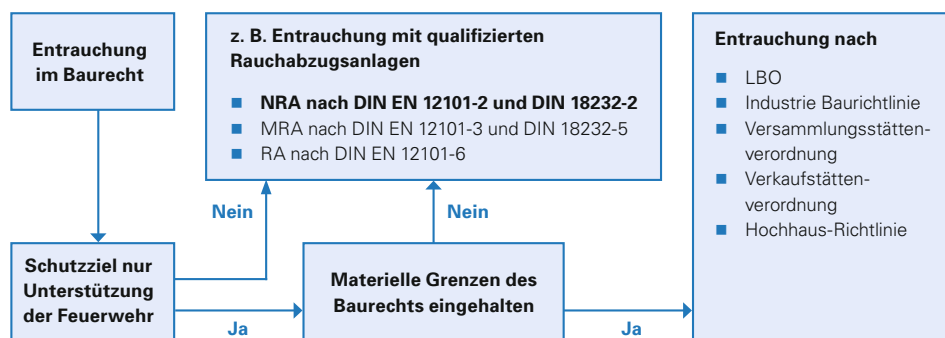 Entrauchung
im Baurecht
z. B. Entrauchung mit qualifizierten
Rauchabzugsanlagen
■ NRA nach DIN EN 12101-2 und DIN 18232-2
■ MRA nach DIN EN 12101-3 und DIN 18232-5
■ RA nach DIN EN 12101-6
Entrauchung nach
■ LBO
■ Industrie Baurichtlinie
■ Versammlungsstätten-
verordnung
■ Verkaufstätten-
verordnung
■ Hochhaus-Richtlinie
Nein
Nein
Schutzziel nur
Unterstützung
der Feuerwehr
Ja
Materielle Grenzen des
Baurechts eingehalten
Ja